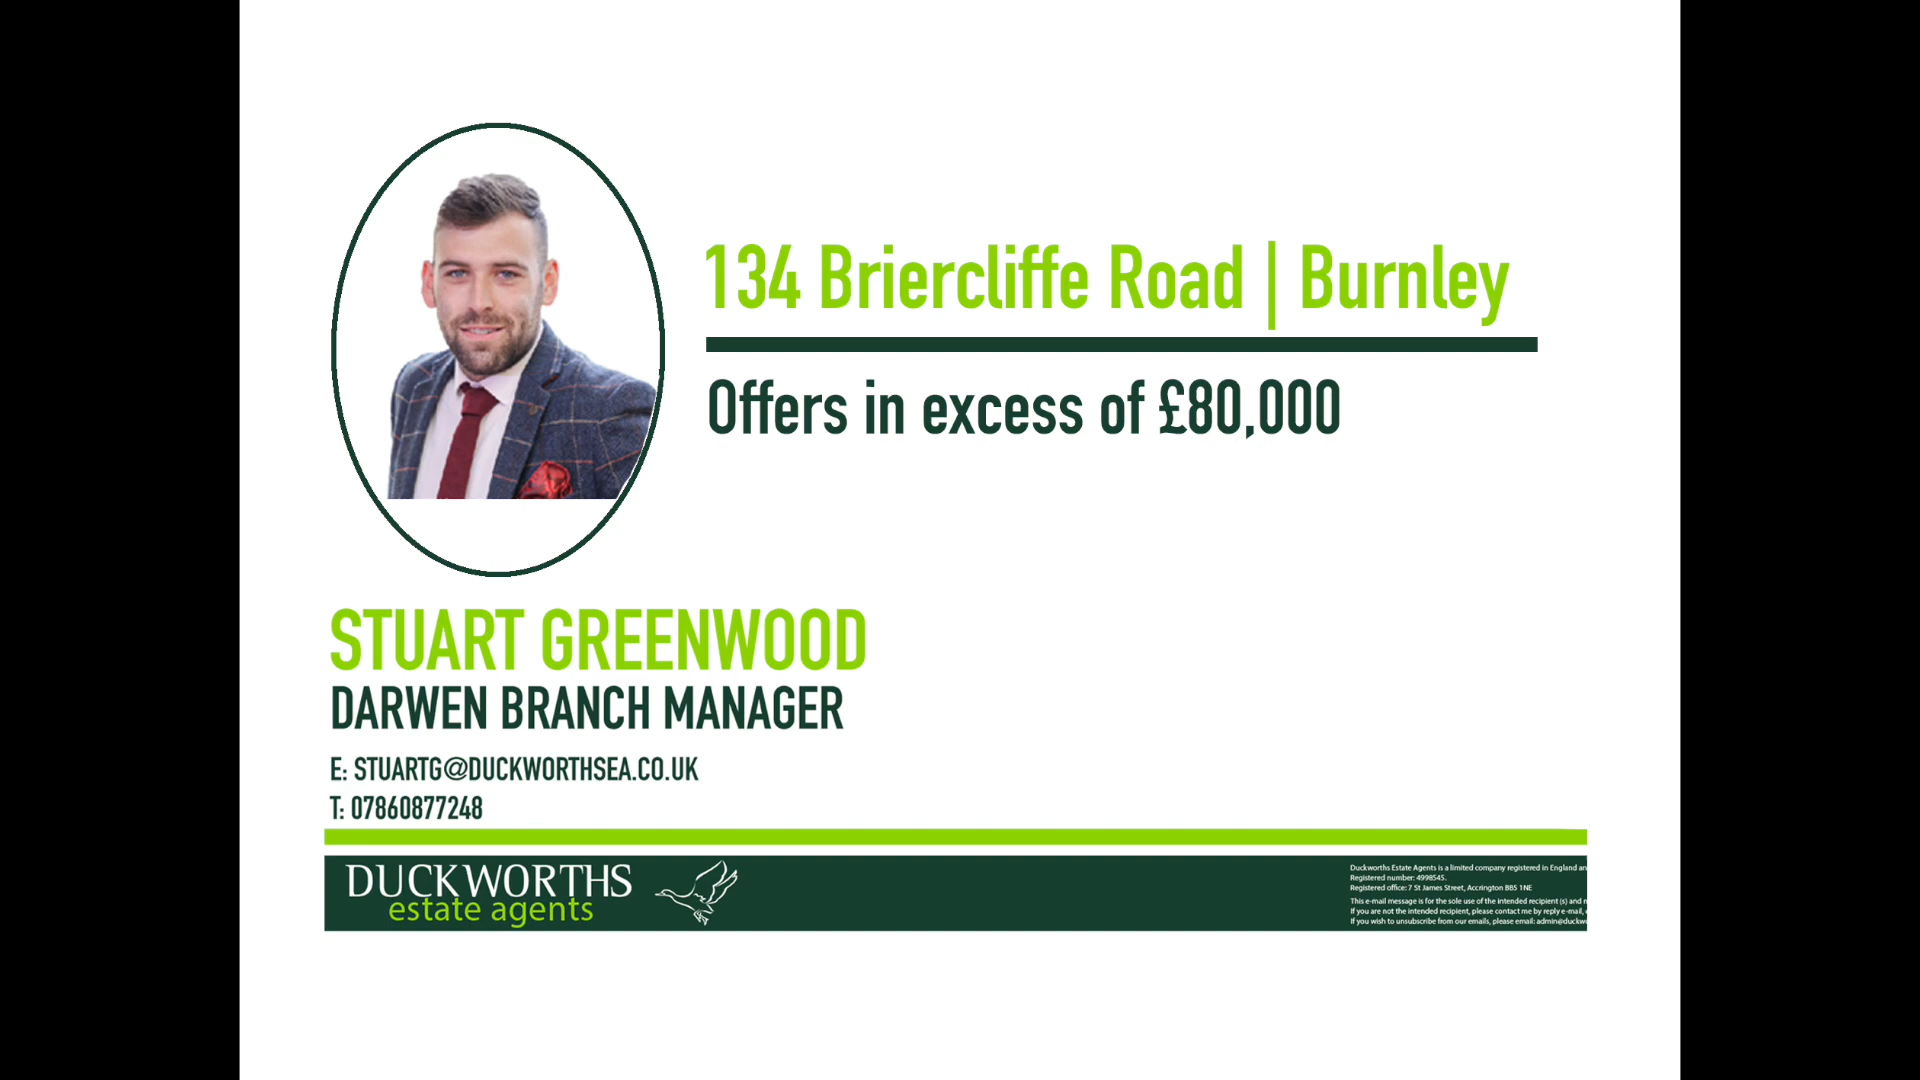 134 Briercliffe Road | Burnley
Offers in excess of £80,000
STUART GREENWOOD
DARWEN BRANCH MANAGER
E: STUARTG@DUCKWORTHSEA.CO.UK
T: 07860877248
DUCKWORTHS
estate agents
Duckworths Estate Agents is a limited company registered in England an
Registered number: 4998545.
Registered office: 7 St James Street, Accrington BB5 1NE
This e-mail message is for the sole use of the intended recipient (s) and
If you are not the intended recipient, please contact me by reply e-mail,
If you wish to unsubscribe from our emails, please email: admin@duckw